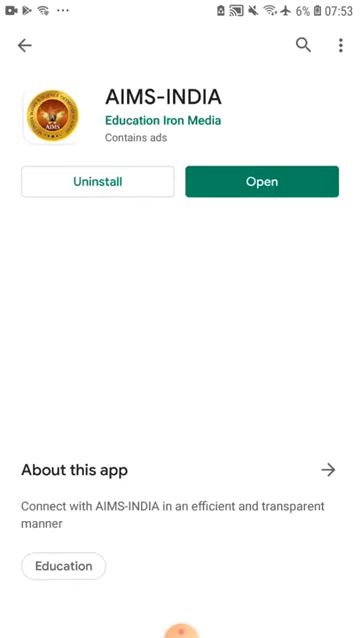 6% 07:53
AIMS-INDIA
Education Iron Media
Contains ads
Uninstall
Open
AIMS
About this app
Connect with AIMS-INDIA in an efficient and transparent
manner
Education